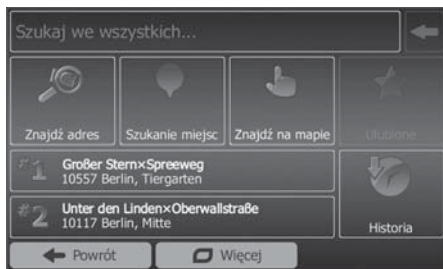 Szukaj we wszystkich...
Znajdź adres
Szukanie miejsc
Znajdź na mapie
Ulubione
#1
Großer Stern×Spreeweg
10557 Berlin, Tiergarten
#2
Unter den Linden×Oberwallstraße
10117 Berlin, Mitte
Historia
Powrót
Więcej